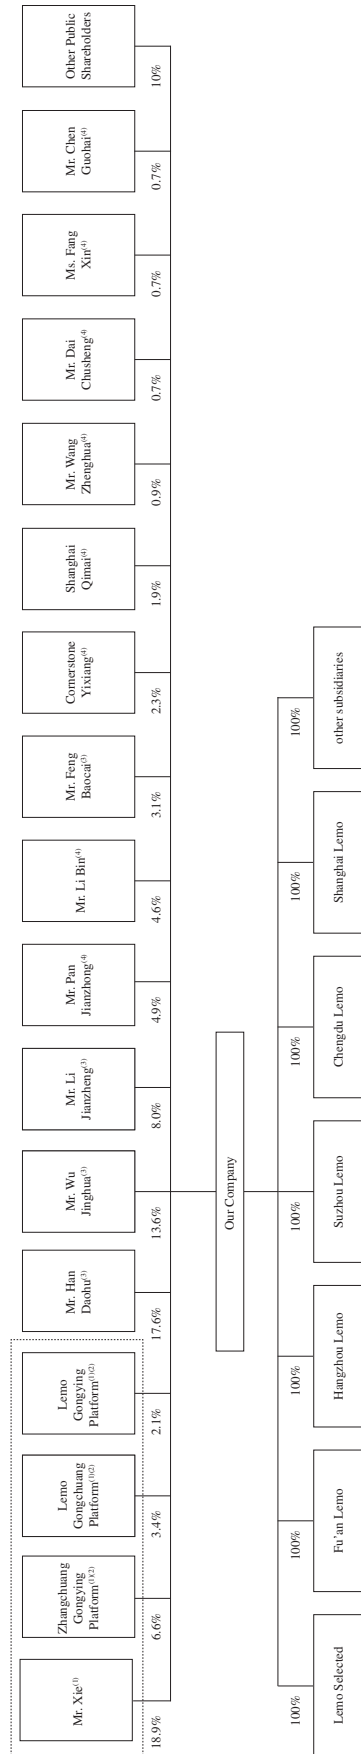 Mr. Xie(1)
Zhangchuang
Gongying
Platform(1)(2)
Lemo
Gongchuang
Platform(1)(2)
Lemo
Gongying
Platform(1)(2)
Mr. Han
Daohu(3)
Mr. Wu
Jinghua(3)
Mr. Li
Jianzheng(3)
Mr. Pan
Jianzhong(4)
Mr. Li Bin(4)
Mr. Feng
Baocai(3)
Cornerstone
Yixiang(4)
Shanghai
Qimai(4)
Mr. Wang
Zhenghua(4)
Mr. Dai
Chusheng(4)
Ms. Fang
Xin(4)
Mr. Chen
Guohai(4)
Other Public
Shareholders
18.9%
6.6%
3.4%
2.1%
17.6%
13.6%
8.0%
4.9%
4.6%
3.1%
2.3%
1.9%
0.9%
0.7%
0.7%
0.7%
10%
Our Company
100%
100%
100%
100%
100%
100%
100%
Lemo Selected
Fu'an Lemo
Hangzhou Lemo
Suzhou Lemo
Chengdu Lemo
Shanghai Lemo
other subsidiaries